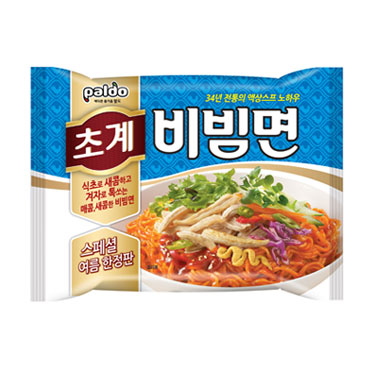 paldo
34년 전통의 액상스프 노하우
초계
비빔면
식초로 새콤하고
겨자로 톡쏘는
매콤,새콤한 비빔면
스페셜
여름 한정판